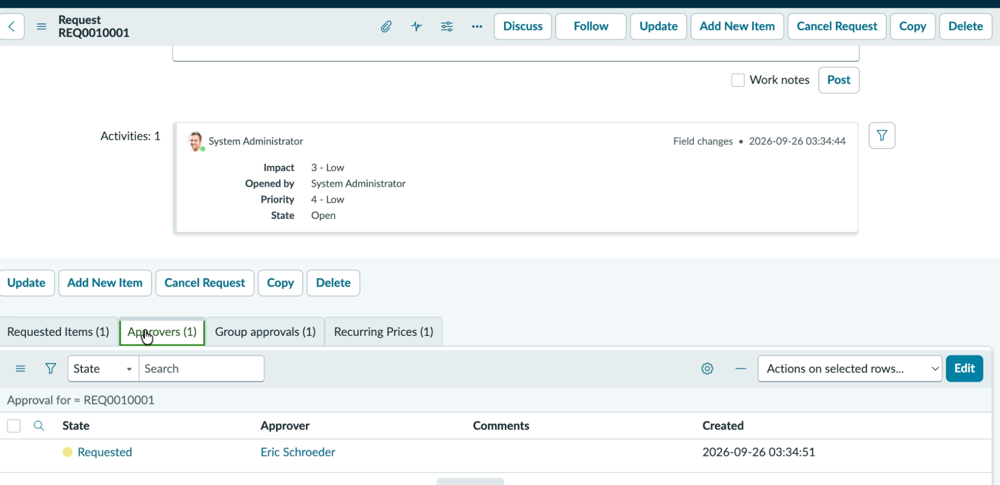 Request
REQ0010001
Discuss
Follow
Update
Add New Item
Cancel Request
Copy
Delete
Work notes
Post
Activities: 1
System Administrator
Field changes • 2026-09-26 03:34:44
Impact 3 - Low
Opened by System Administrator
Priority 4 - Low
State Open
Update
Add New Item
Cancel Request
Copy
Delete
Requested Items (1)
Approvers (1)
Group approvals (1)
Recurring Prices (1)
State
Search
Actions on selected rows...
Edit
Approval for = REQ0010001
State Approver Comments Created
Requested Eric Schroeder 2026-09-26 03:34:51